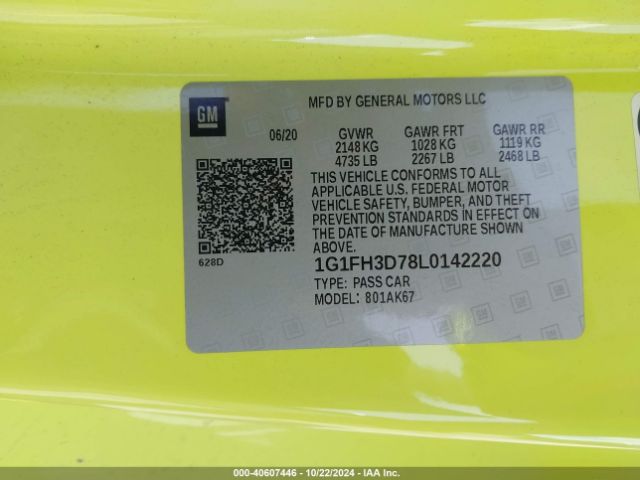 GM
MFD BY GENERAL MOTORS LLC
06/20 GVWR GAWR FRT GAWR RR
2148 KG 1028 KG 1119 KG
4735 LB 2267 LB 2468 LB
THIS VEHICLE CONFORMS TO ALL
APPLICABLE U.S. FEDERAL MOTOR
VEHICLE SAFETY, BUMPER, AND THEFT
PREVENTION STANDARDS IN EFFECT ON
THE DATE OF MANUFACTURE SHOWN
ABOVE.
628D
1G1FH3D78L0142220
TYPE: PASS CAR
MODEL: 801AK67
000-40607446 - 10/22/2024 - IAA Inc.